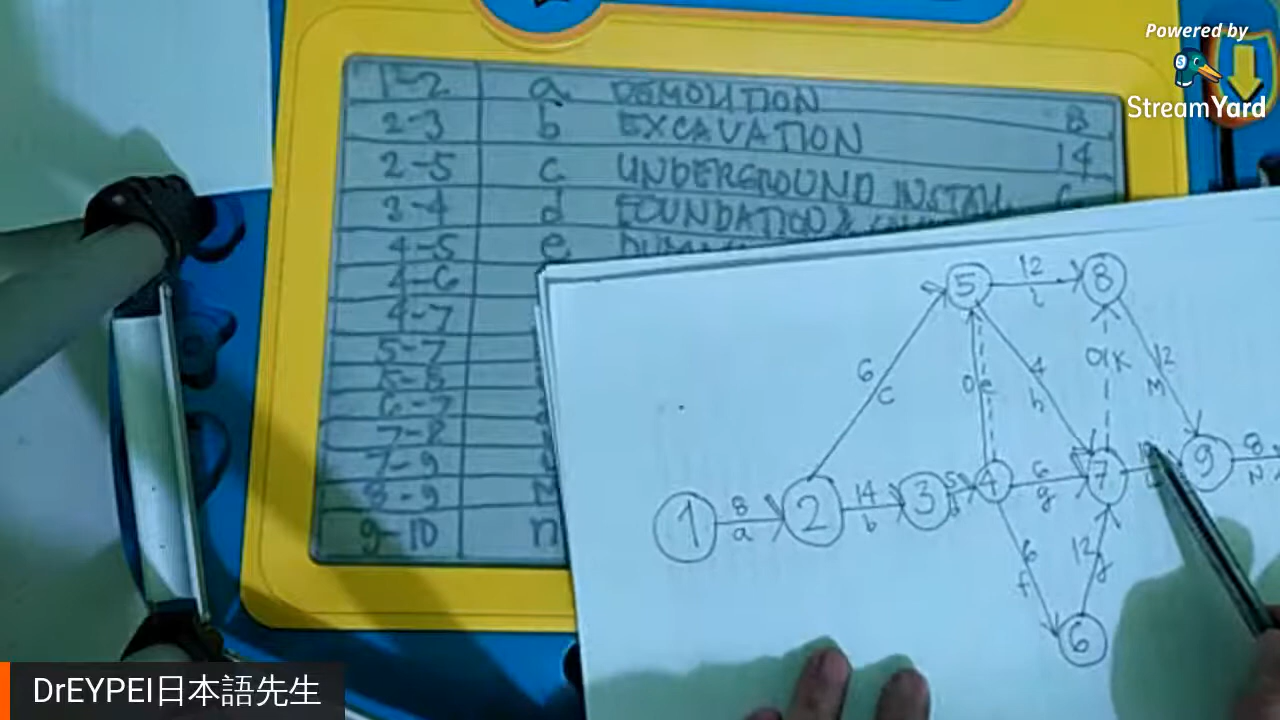 Powered by
StreamYard
1-2 a DEMOLITION 8
2-3 b EXCAVATION 14
2-5 c UNDERGROUND INSTALL 6
3-4 d FOUNDATION &
4-5 e
4-6
4-7
5-7
5-8
6-7
7-8
7-9
8-9
9-10 n
5 12 8
i
6 c
0 e
4 h
0 K
12 M
1 8 a 2 14 b 3 5 4 6 g 7 9 8 N
6 f
12 j
6
DrEYPEI日本語先生